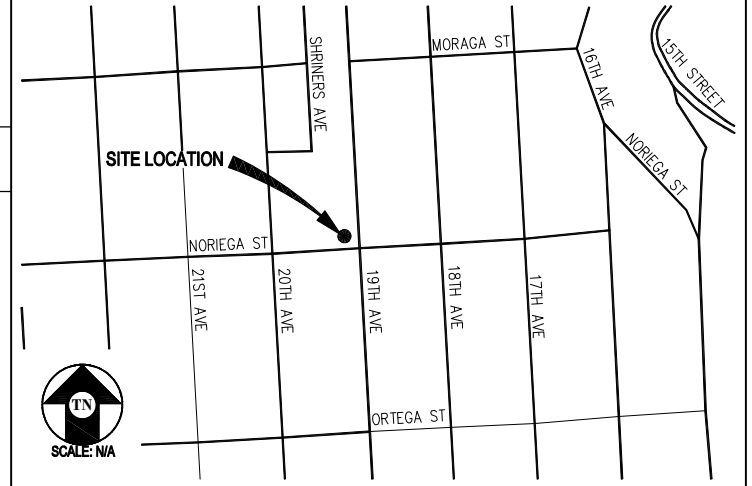 SHRINERS AVE
MORAGA ST
16TH AVE
15TH STREET
SITE LOCATION
NORIEGA ST
NORIEGA ST
21ST AVE
20TH AVE
19TH AVE
18TH AVE
17TH AVE
TN
SCALE: N/A
ORTEGA ST